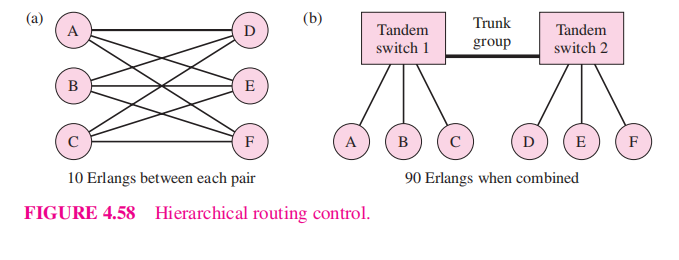 (a)
A
B
C
D
E
F
10 Erlangs between each pair
(b)
Tandem
switch 1
Trunk
group
Tandem
switch 2
A
B
C
D
E
F
90 Erlangs when combined
FIGURE 4.58 Hierarchical routing control.